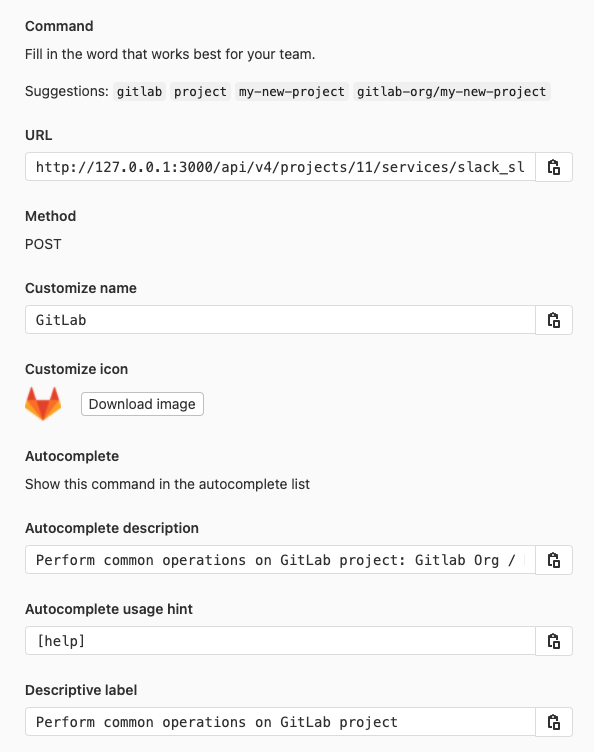 Command
Fill in the word that works best for your team.
Suggestions: gitlab project my-new-project gitlab-org/my-new-project
URL
http://127.0.0.1:3000/api/v4/projects/11/services/slack_sl
Method
POST
Customize name
GitLab
Customize icon
Download image
Autocomplete
Show this command in the autocomplete list
Autocomplete description
Perform common operations on GitLab project: Gitlab Org /
Autocomplete usage hint
[help]
Descriptive label
Perform common operations on GitLab project